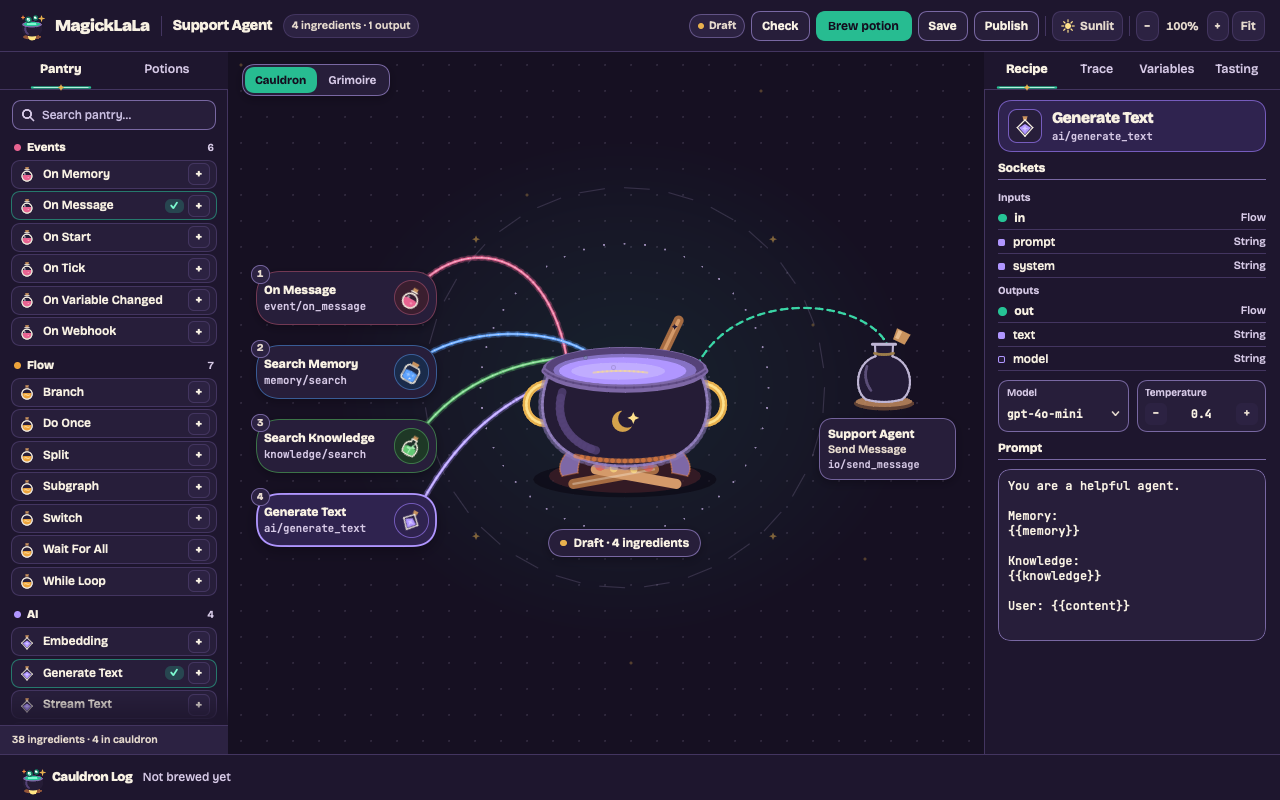 MagickLaLa
Support Agent
4 ingredients · 1 output
Draft
Check
Brew potion
Save
Publish
Sunlit
−
100%
+
Fit
Pantry
Potions
Search pantry...
Events 6
On Memory +
On Message +
On Start +
On Tick +
On Variable Changed +
On Webhook +
Flow 7
Branch +
Do Once +
Split +
Subgraph +
Switch +
Wait For All +
While Loop +
AI 4
Embedding +
Generate Text +
Stream Text +
38 ingredients · 4 in cauldron
Cauldron
Grimoire
1
On Message
event/on_message
2
Search Memory
memory/search
3
Search Knowledge
knowledge/search
4
Generate Text
ai/generate_text
Draft · 4 ingredients
Support Agent
Send Message
io/send_message
Recipe
Trace
Variables
Tasting
Generate Text
ai/generate_text
Sockets
Inputs
in Flow
prompt String
system String
Outputs
out Flow
text String
model String
Model
gpt-4o-mini
Temperature
− 0.4 +
Prompt
You are a helpful agent.
Memory:
{{memory}}
Knowledge:
{{knowledge}}
User: {{content}}
Cauldron Log Not brewed yet